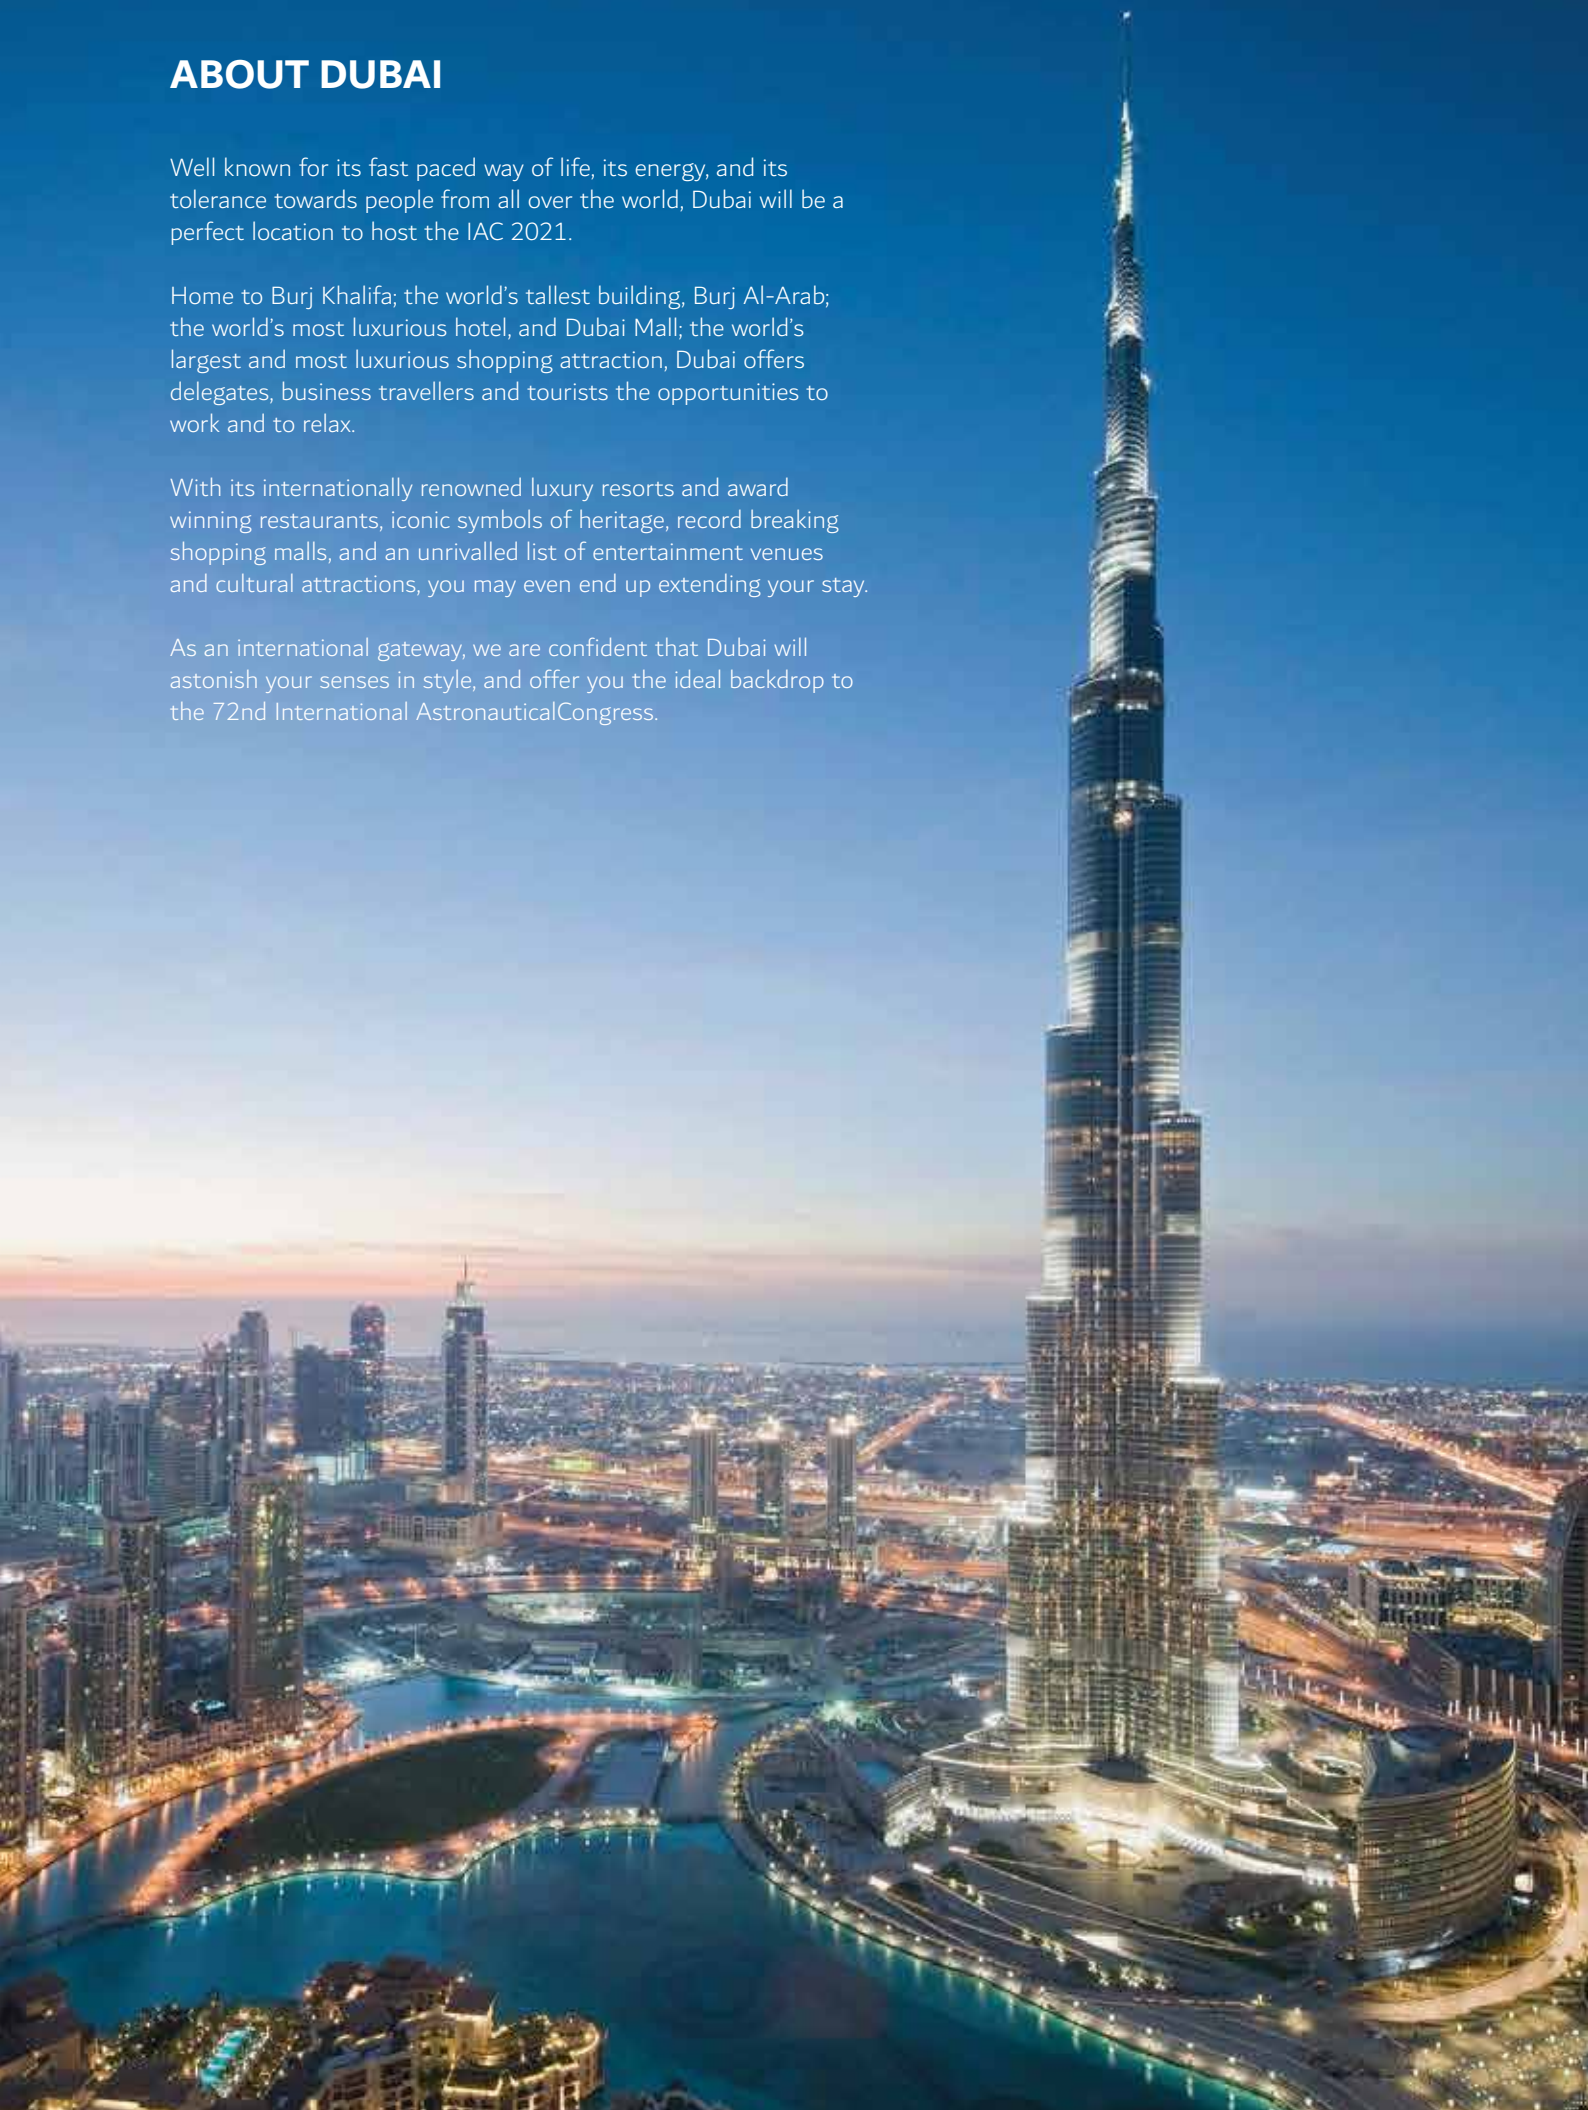 ABOUT DUBAI
Well known for its fast paced way of life, its energy, and its
tolerance towards people from all over the world, Dubai will be a
perfect location to host the IAC 2021.
Home to Burj Khalifa; the world's tallest building, Burj Al-Arab;
the world's most luxurious hotel, and Dubai Mall; the world's
largest and most luxurious shopping attraction, Dubai offers
delegates, business travellers and tourists the opportunities to
work and to relax.
With its internationally renowned luxury resorts and award
winning restaurants, iconic symbols of heritage, record breaking
shopping malls, and an unrivalled list of entertainment venues
and cultural attractions, you may even end up extending your stay.
As an international gateway, we are confident that Dubai will
astonish your senses in style, and offer you the ideal backdrop to
the 72nd International AstronauticalCongress.